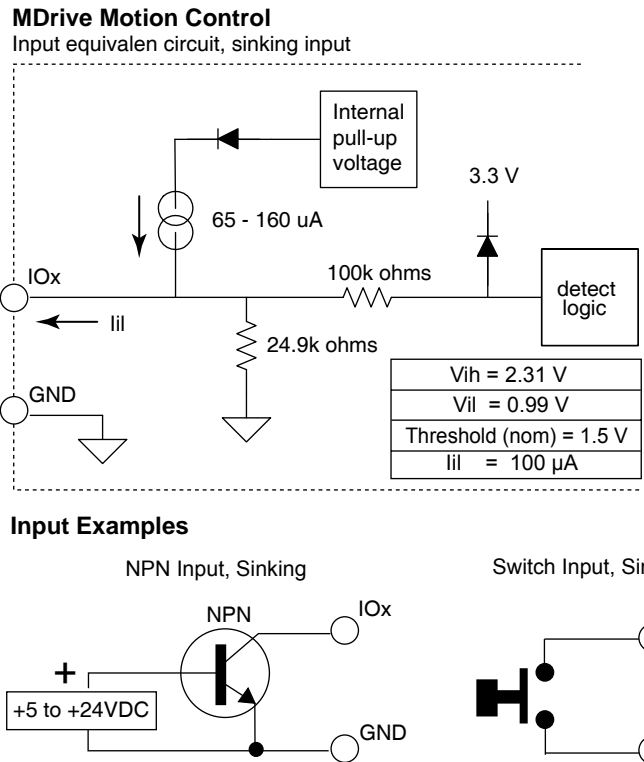 MDrive Motion Control
Input equivalen circuit, sinking input
Internal
pull-up
voltage
3.3 V
65 - 160 uA
IOx
100k ohms
detect
logic
Iil
24.9k ohms
GND
Vih = 2.31 V
Vil = 0.99 V
Threshold (nom) = 1.5 V
Iil = 100 µA
Input Examples
NPN Input, Sinking
Switch Input,
NPN
IOx
+
+5 to +24VDC
GND